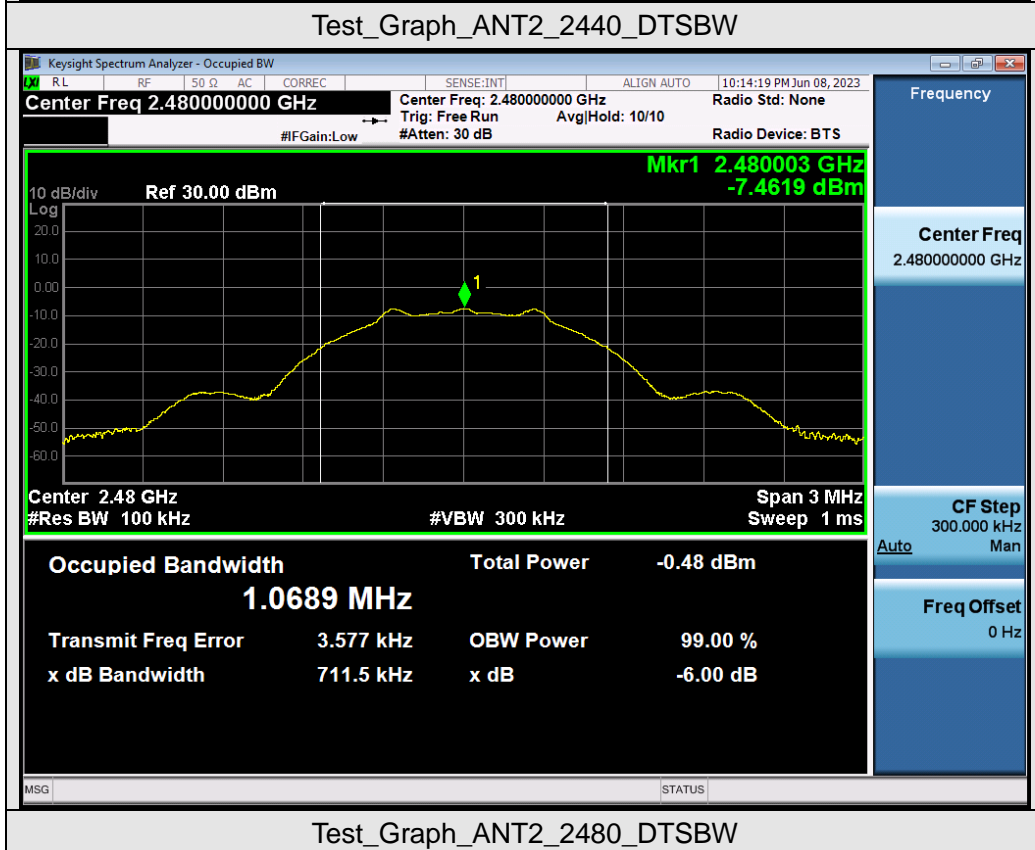 Test_Graph_ANT2_2440_DTSBW
Keysight Spectrum Analyzer - Occupied BW
LXI RL RF 50 Ω AC CORREC SENSE:INT ALIGN AUTO 10:14:19 PM Jun 08, 2023
Center Freq 2.480000000 GHz Center Freq: 2.480000000 GHz Radio Std: None
Trig: Free Run Avg|Hold: 10/10
#IFGain:Low #Atten: 30 dB Radio Device: BTS
Frequency
Mkr1 2.480003 GHz
10 dB/div Ref 30.00 dBm -7.4619 dBm
Log
20.0
10.0
0.00
1
-10.0
-20.0
-30.0
-40.0
-50.0
-60.0
Center Freq
2.480000000 GHz
Center 2.48 GHz Span 3 MHz
#Res BW 100 kHz #VBW 300 kHz Sweep 1 ms
CF Step
300.000 kHz
Auto Man
Occupied Bandwidth Total Power -0.48 dBm
1.0689 MHz
Transmit Freq Error 3.577 kHz OBW Power 99.00 %
x dB Bandwidth 711.5 kHz x dB -6.00 dB
Freq Offset
0 Hz
MSG STATUS
Test_Graph_ANT2_2480_DTSBW